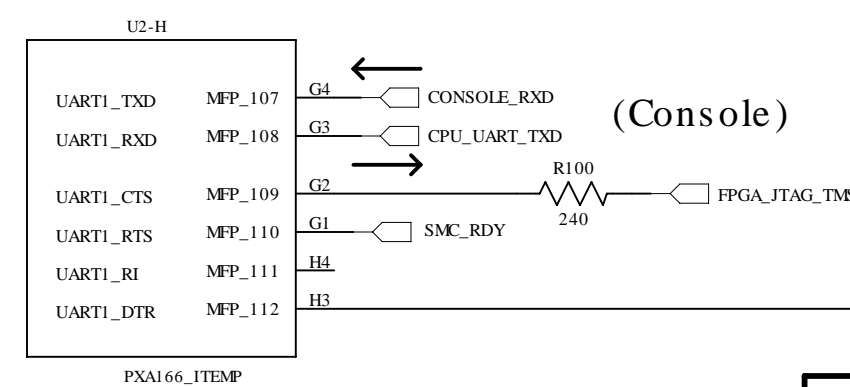 U2-H
UART1_TXD MFP_107 G4 CONSOLE_RXD
(Console)
UART1_RXD MFP_108 G3 CPU_UART_TXD
R100
UART1_CTS MFP_109 G2 FPGA_JTAG_TMS
240
UART1_RTS MFP_110 G1 SMC_RDY
UART1_RI MFP_111 H4
UART1_DTR MFP_112 H3
PXA166_ITEMP